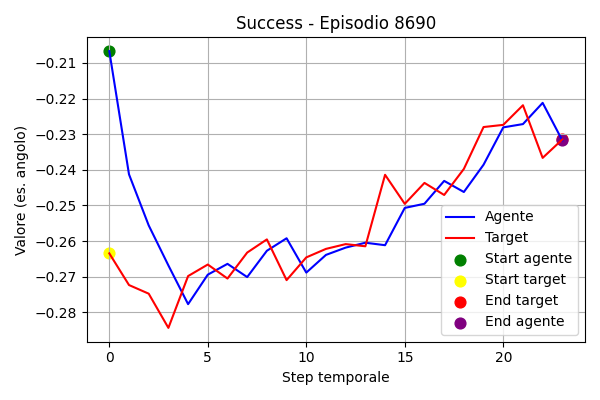 Success - Episodio 8690
Valore (es. angolo)
−0.21
−0.22
−0.23
−0.24
−0.25
−0.26
−0.27
−0.28
Agente
Target
Start agente
Start target
End target
End agente
0 5 10 15 20
Step temporale